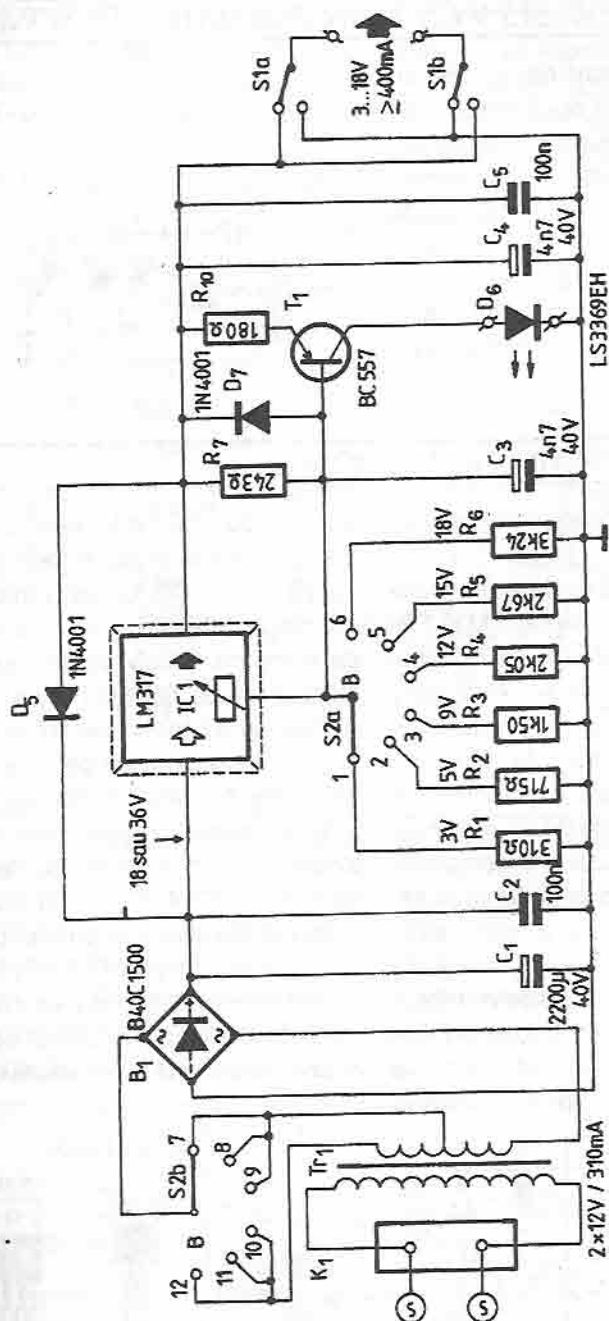 S1a
3...18V
≥400mA
S1b
C5
100n
C4
4n7
40V
R10
180Ω
T1
BC557
D6
LS3369EH
1N4001
D7
R7
243Ω
C3
4n7
40V
D5
1N4001
LM317
IC1
18 sau 36V
S2a
B
1
2
3
4
5
6
3V
R1
310Ω
5V
R2
715Ω
9V
R3
1k50
12V
R4
2k05
15V
R5
2k67
18V
R6
3k24
C2
100n
C1
2200µ
40V
B1
B40C1500
~
+
~
S2b
B
7
8
9
10
11
12
Tr1
K1
S
S
2×12V / 310mA